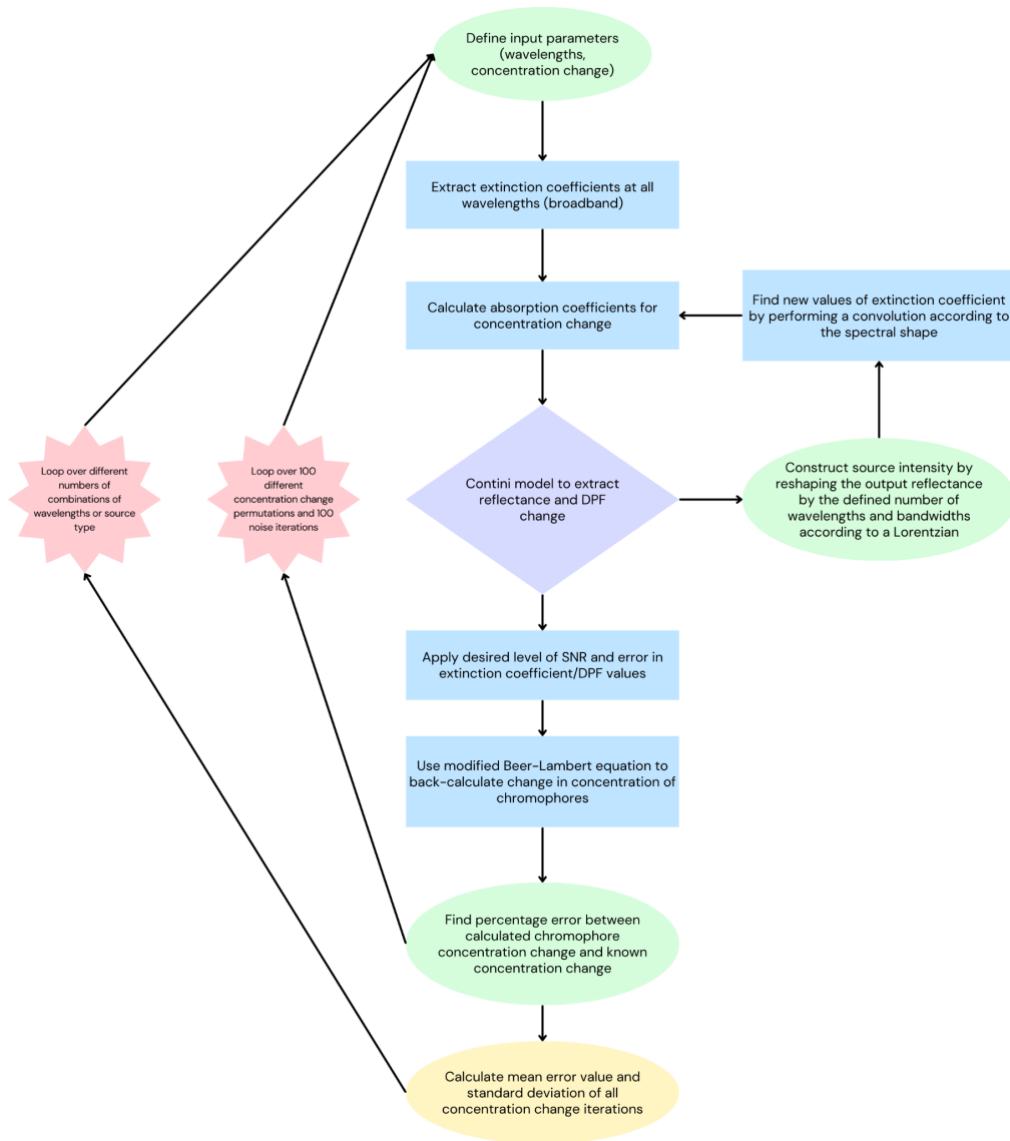 Define input parameters
(wavelengths,
concentration change)
Extract extinction coefficients at all
wavelengths (broadband)
Calculate absorption coefficients for
concentration change
Find new values of extinction coefficient
by performing a convolution according to
the spectral shape
Loop over different
numbers of
combinations of
wavelengths or source
type
Loop over 100
different
concentration change
permutations and 100
noise iterations
Contini model to extract
reflectance and DPF
change
Construct source intensity by
reshaping the output reflectance
by the defined number of
wavelengths and bandwidths
according to a Lorentzian
Apply desired level of SNR and error in
extinction coefficient/DPF values
Use modified Beer-Lambert equation to
back-calculate change in concentration of
chromophores
Find percentage error between
calculated chromophore
concentration change and known
concentration change
Calculate mean error value and
standard deviation of all
concentration change iterations